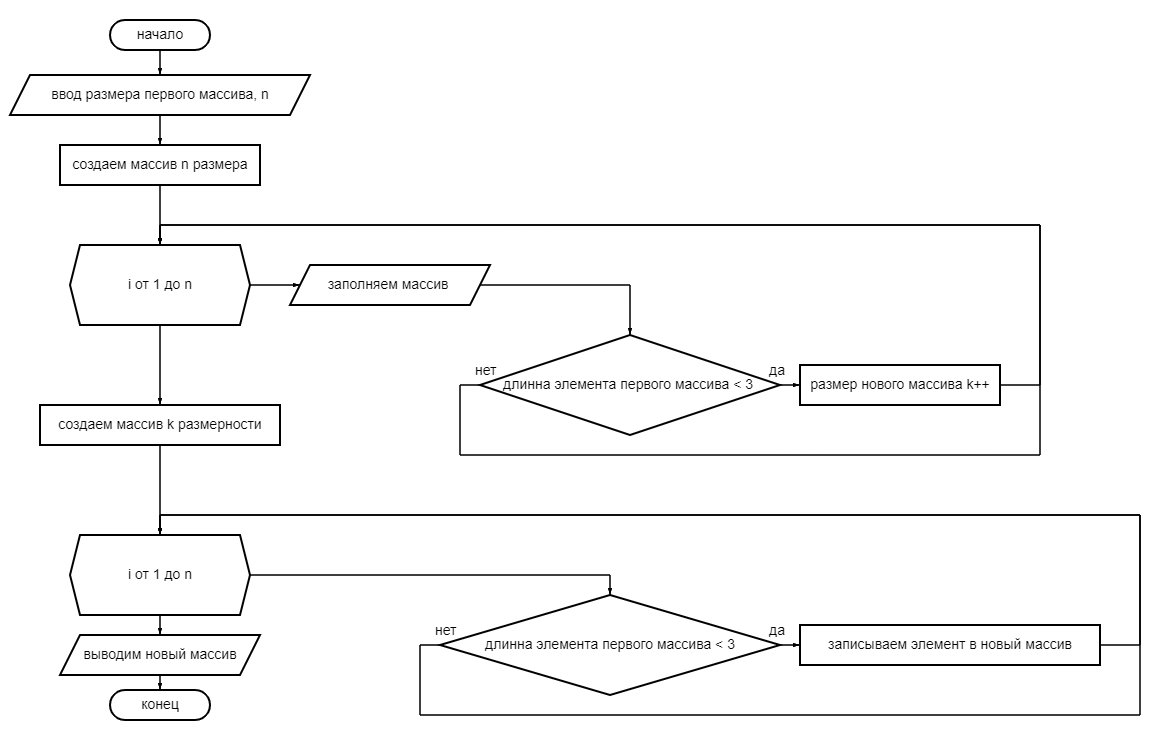 начало
ввод размера первого массива, n
создаем массив n размера
i от 1 до n
заполняем массив
нет
длинна элемента первого массива < 3
да
размер нового массива k++
создаем массив k размерности
i от 1 до n
нет
длинна элемента первого массива < 3
да
записываем элемент в новый массив
выводим новый массив
конец